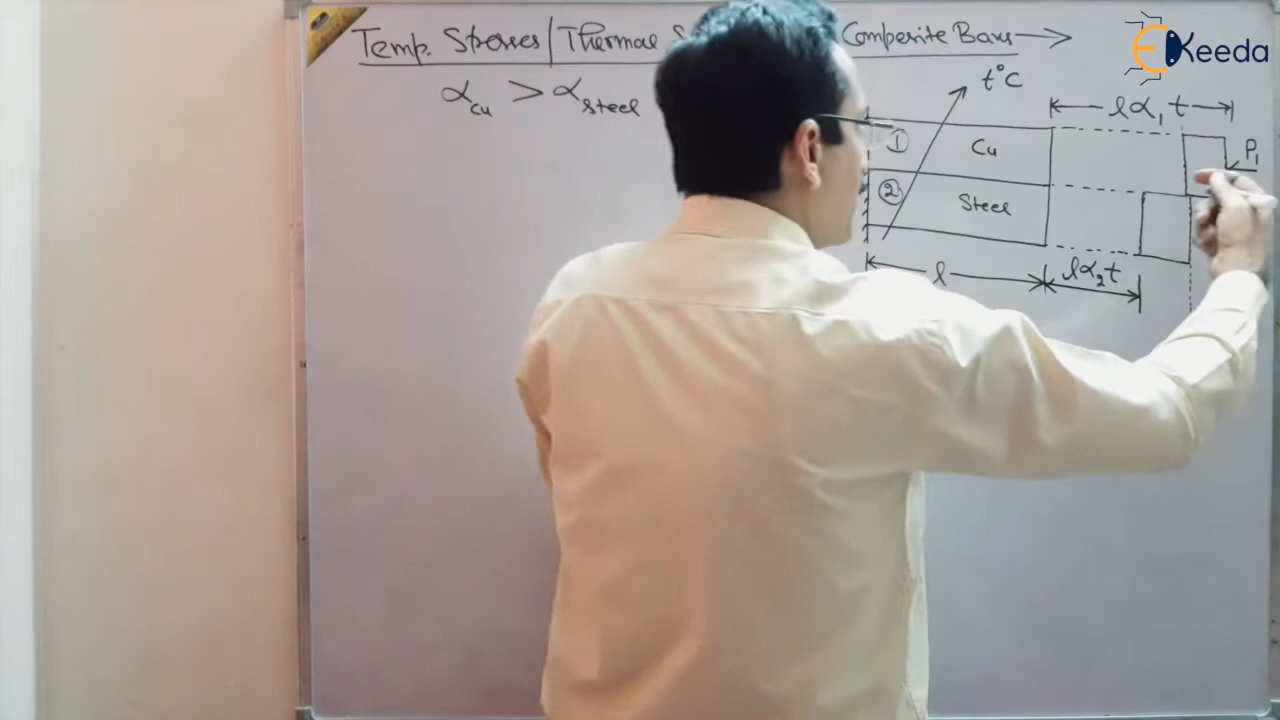 Temp. Stresses / Thermal S Composite Bars →
α_cu > α_steel
t°C
lα₁t
① Cu
P₁
② Steel
l
lα₂t
EKeeda